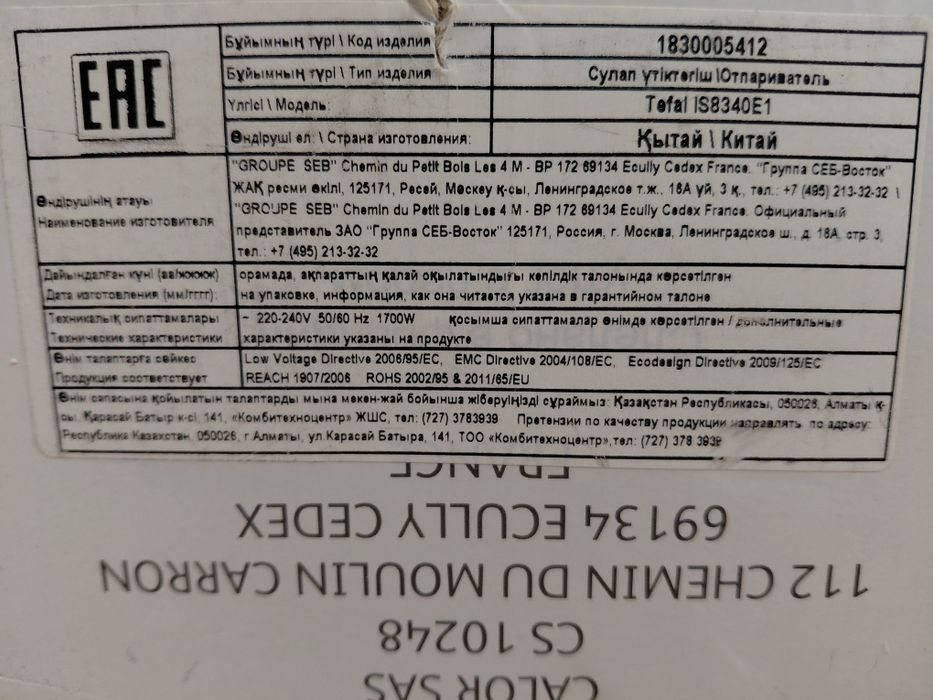 EAC
Бұйымның түрі \ Код изделия 1830005412
Бұйымның түрі \ Тип изделия Сулап үтіктегіш \Отпариватель
Үлгісі \ Модель: Tefal IS8340E1
Өндіруші ел: \ Страна изготовления: Қытай \ Китай
Өндірушінің атауы
Наименование изготовителя
"GROUPE SEB" Chemin du Petit Bois Les 4 M - BP 172 69134 Ecully Cedex France. "Группа СЕБ-Восток"
ЖАҚ ресми өкілі, 125171, Ресей, Мәскеу қ-сы, Ленинградское т.ж., 16А үй, 3 қ., тел.: +7 (495) 213-32-32 \
"GROUPE SEB" Chemin du Petit Bois Les 4 M - BP 172 69134 Ecully Cedex France. Официальный
представитель ЗАО "Группа СЕБ-Восток" 125171, Россия, г. Москва, Ленинградское ш., д. 16А, стр. 3,
тел.: +7 (495) 213-32-32
Дайындалған күні (аа/жжжж)
Дата изготовления (мм/гггг):
орамада, ақпараттың қалай оқылатындығы кепілдік талонында көрсетілген
на упаковке, информация, как она читается указана в гарантийном талоне
Техникалық сипаттамалары
Технические характеристики
~ 220-240V 50/60 Hz 1700W қосымша сипаттамалар өнімде көрсетілген / дополнительные
характеристики указаны на продукте
Өнім талаптарға сәйкес
Продукция соответствует
Low Voltage Directive 2006/95/EC, EMC Directive 2004/108/EC, Ecodesign Directive 2009/125/EC
REACH 1907/2006 ROHS 2002/95 & 2011/65/EU
Өнім сапасына қойылатын талаптарды мына мекен-жай бойынша жіберуіңізді сұраймыз: Қазақстан Республикасы, 050026, Алматы қ-
сы, Қарасай Батыр к-сі, 141, «Комбитехноцентр» ЖШС, тел: (727) 3783939 Претензии по качеству продукции направлять по адресу:
Республика Казахстан, 050026, г.Алматы, ул.Карасай Батыра, 141, ТОО «Комбитехноцентр»,тел: (727) 378 3939
CALOR SAS
CS 10248
112 CHEMIN DU MOULIN CARRON
69134 ECULLY CEDEX
FRANCE